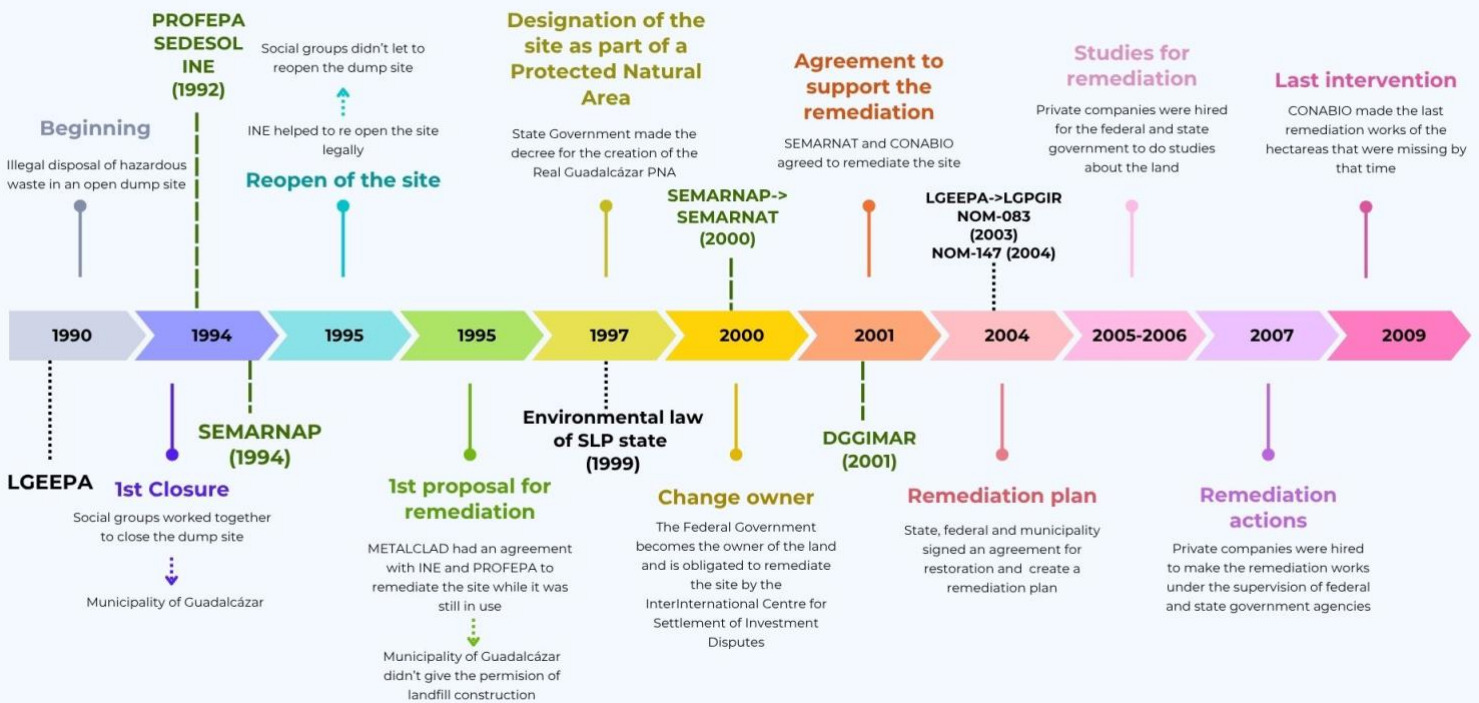 PROFEPA
SEDESOL
INE
(1992)
Social groups didn't let to
reopen the dump site
INE helped to re open the site
legally
Reopen of the site
Beginning
Illegal disposal of hazardous
waste in an open dump site
Designation of the
site as part of a
Protected Natural
Area
State Government made the
decree for the creation of the
Real Guadalcázar PNA
SEMARNAP->
SEMARNAT
(2000)
Agreement to
support the
remediation
SEMARNAT and CONABIO
agreed to remediate the site
LGEEPA->LGPGIR
NOM-083
(2003)
NOM-147 (2004)
Studies for
remediation
Private companies were hired
for the federal and state
government to do studies
about the land
Last intervention
CONABIO made the last
remediation works of the
hectareas that were missing by
that time
1990
1994
1995
1995
1997
2000
2001
2004
2005-2006
2007
2009
LGEEPA
1st Closure
Social groups worked together
to close the dump site
Municipality of Guadalcázar
SEMARNAP
(1994)
1st proposal for
remediation
METALCLAD had an agreement
with INE and PROFEPA to
remediate the site while it was
still in use
Municipality of Guadalcázar
didn't give the permision of
landfill construction
Environmental law
of SLP state
(1999)
Change owner
The Federal Government
becomes the owner of the land
and is obligated to remediate
the site by the
InterInternational Centre for
Settlement of Investment
Disputes
DGGIMAR
(2001)
Remediation plan
State, federal and municipality
signed an agreement for
restoration and create a
remediation plan
Remediation
actions
Private companies were hired
to make the remediation works
under the supervision of federal
and state government agencies